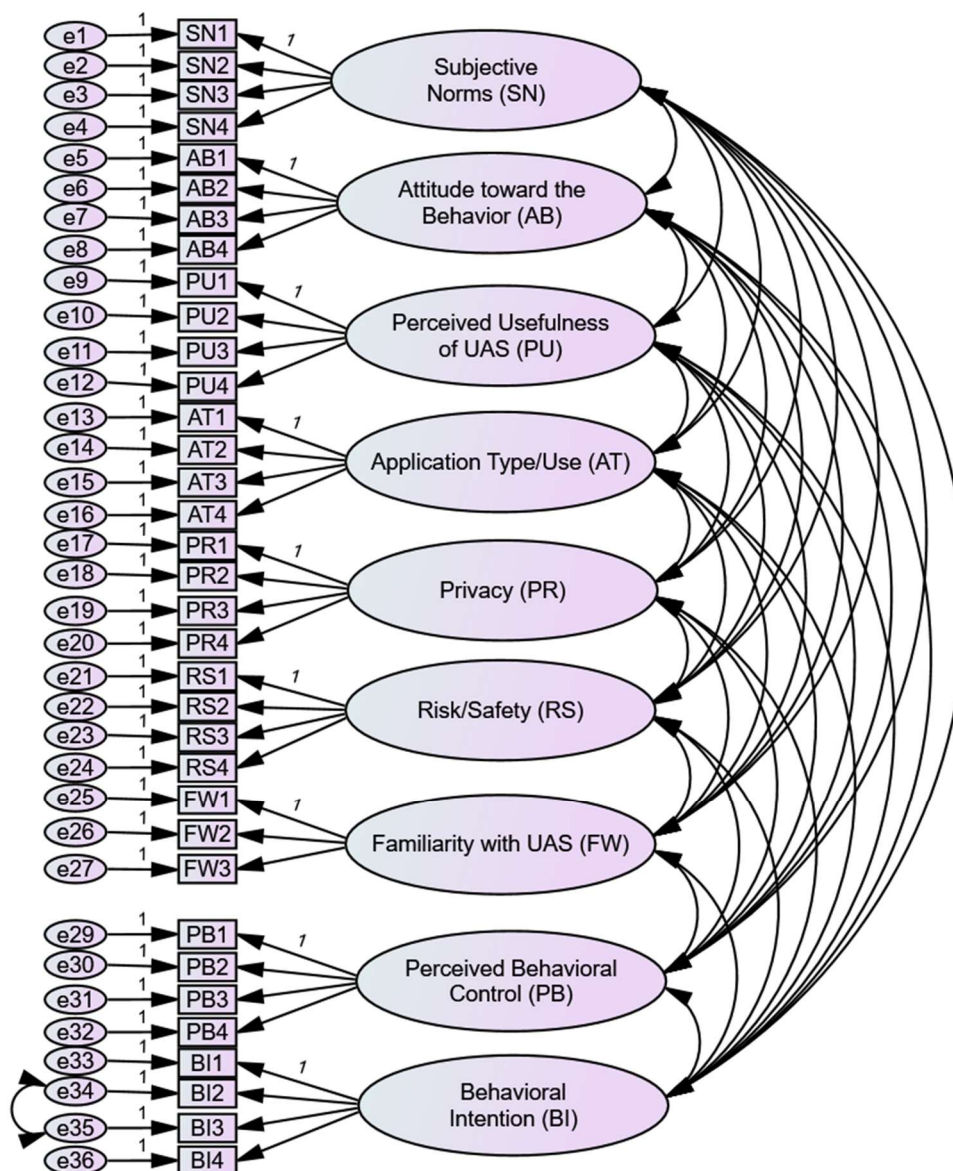 e1 1 SN1 1
e2 1 SN2
e3 1 SN3
e4 1 SN4
Subjective
Norms (SN)
e5 1 AB1 1
e6 1 AB2
e7 1 AB3
e8 1 AB4
Attitude toward the
Behavior (AB)
e9 1 PU1 1
e10 1 PU2
e11 1 PU3
e12 1 PU4
Perceived Usefulness
of UAS (PU)
e13 1 AT1 1
e14 1 AT2
e15 1 AT3
e16 1 AT4
Application Type/Use (AT)
e17 1 PR1 1
e18 1 PR2
e19 1 PR3
e20 1 PR4
Privacy (PR)
e21 1 RS1 1
e22 1 RS2
e23 1 RS3
e24 1 RS4
Risk/Safety (RS)
e25 1 FW1 1
e26 1 FW2
e27 1 FW3
Familiarity with UAS (FW)
e29 1 PB1 1
e30 1 PB2
e31 1 PB3
e32 1 PB4
Perceived Behavioral
Control (PB)
e33 1 BI1 1
e34 1 BI2
e35 1 BI3
e36 1 BI4
Behavioral
Intention (BI)